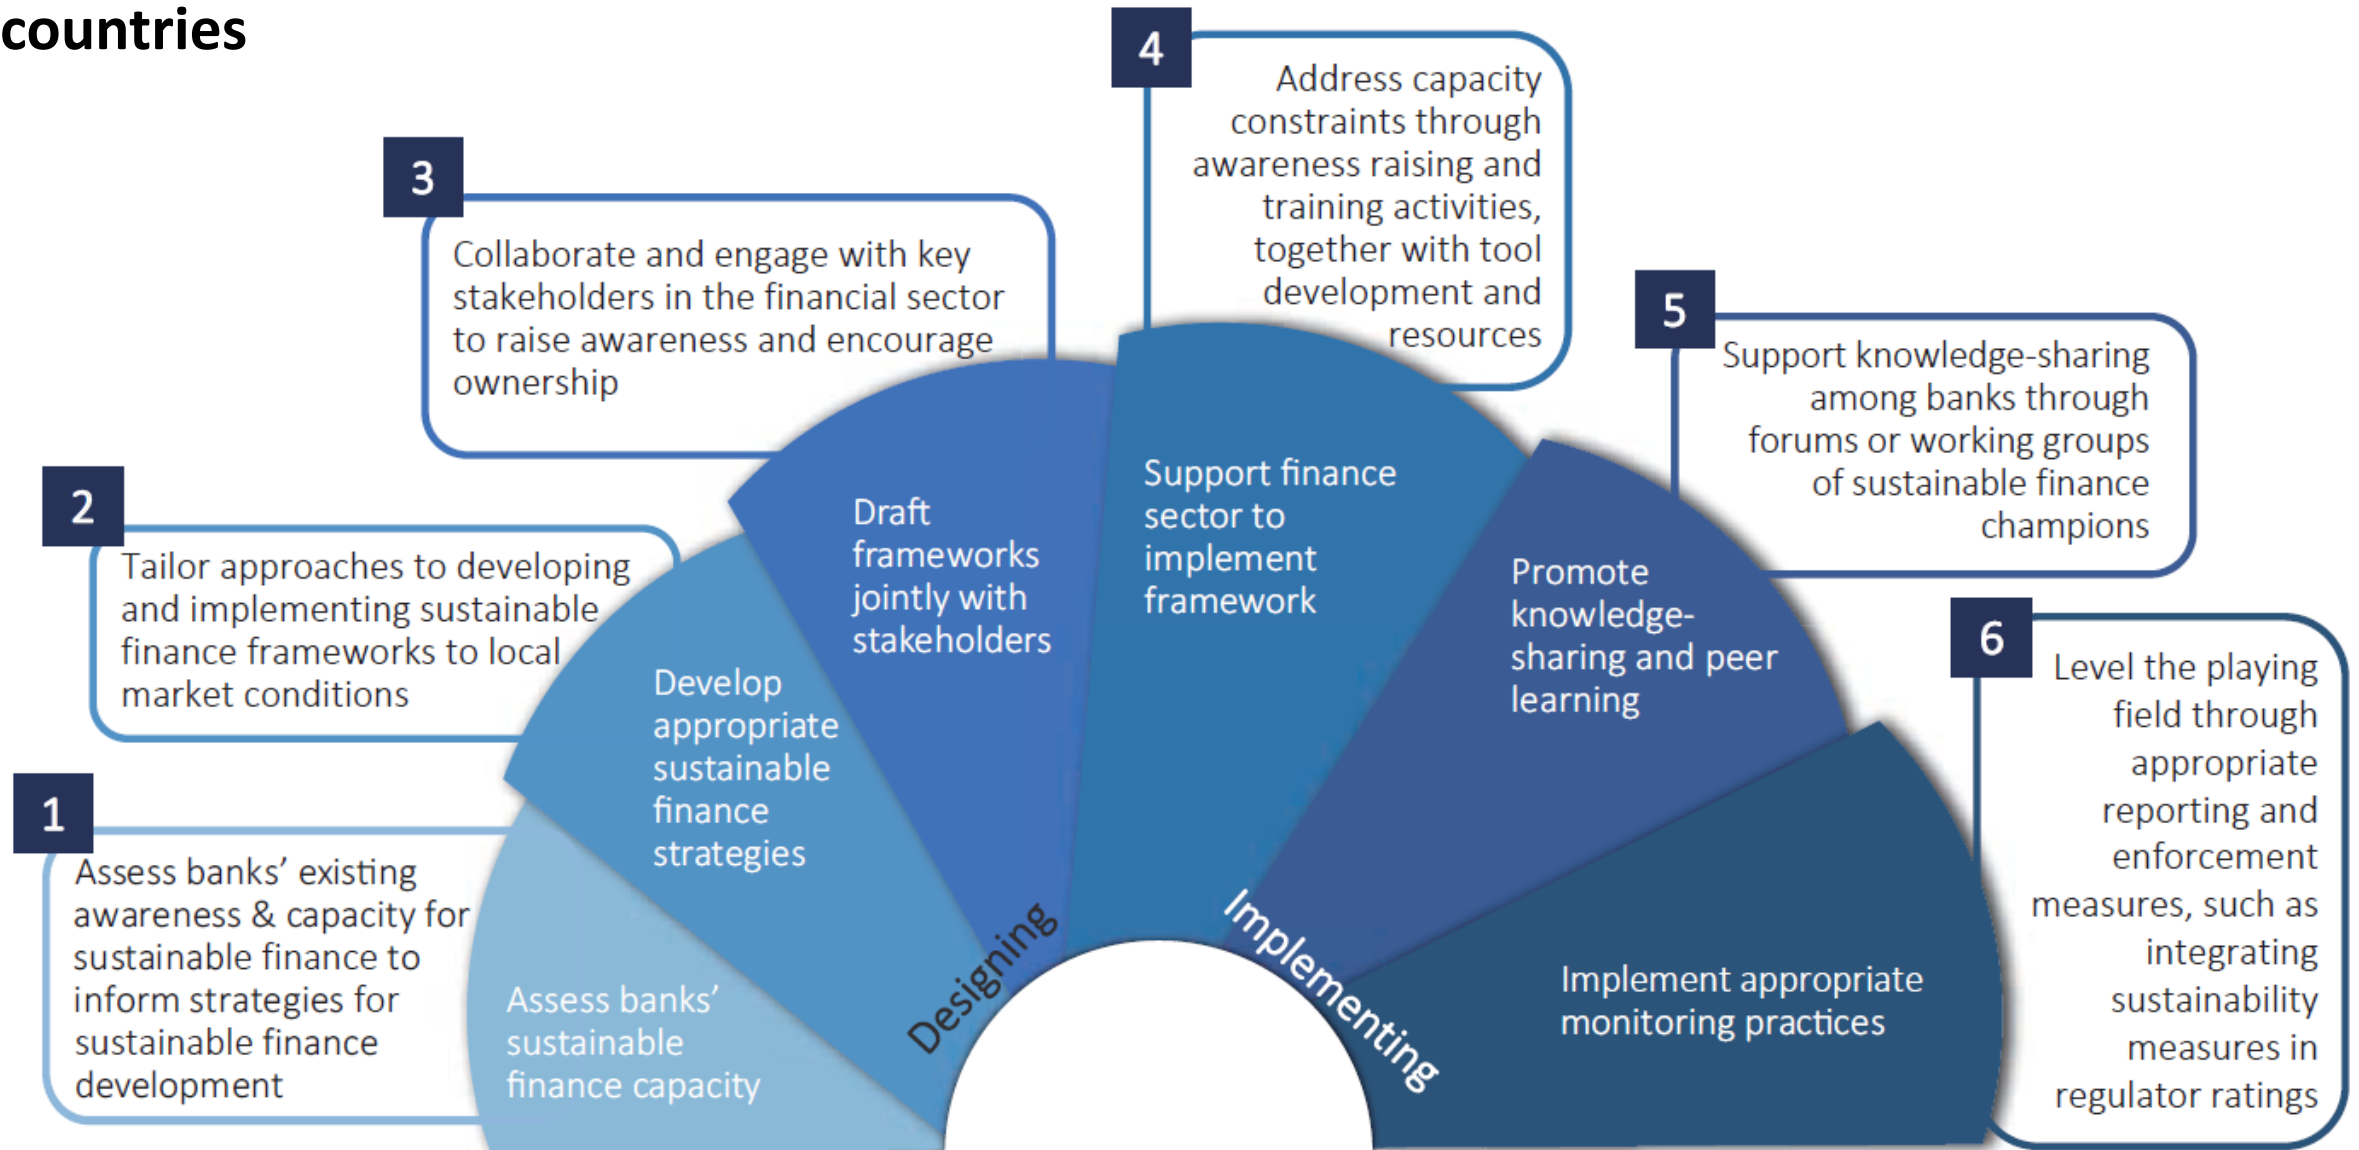 countries
1
Assess banks’ existing
awareness & capacity for
sustainable finance to
inform strategies for
sustainable finance
development
Assess banks’
sustainable
finance capacity
2
Tailor approaches to developing
and implementing sustainable
finance frameworks to local
market conditions
Develop
appropriate
sustainable
finance
strategies
3
Collaborate and engage with key
stakeholders in the financial sector
to raise awareness and encourage
ownership
Draft
frameworks
jointly with
stakeholders
Designing
4
Address capacity
constraints through
awareness raising and
training activities,
together with tool
development and
resources
Support finance
sector to
implement
framework
5
Support knowledge-sharing
among banks through
forums or working groups
of sustainable finance
champions
Promote
knowledge-
sharing and peer
learning
6
Level the playing
field through
appropriate
reporting and
enforcement
measures, such as
integrating
sustainability
measures in
regulator ratings
Implement appropriate
monitoring practices
Implementing